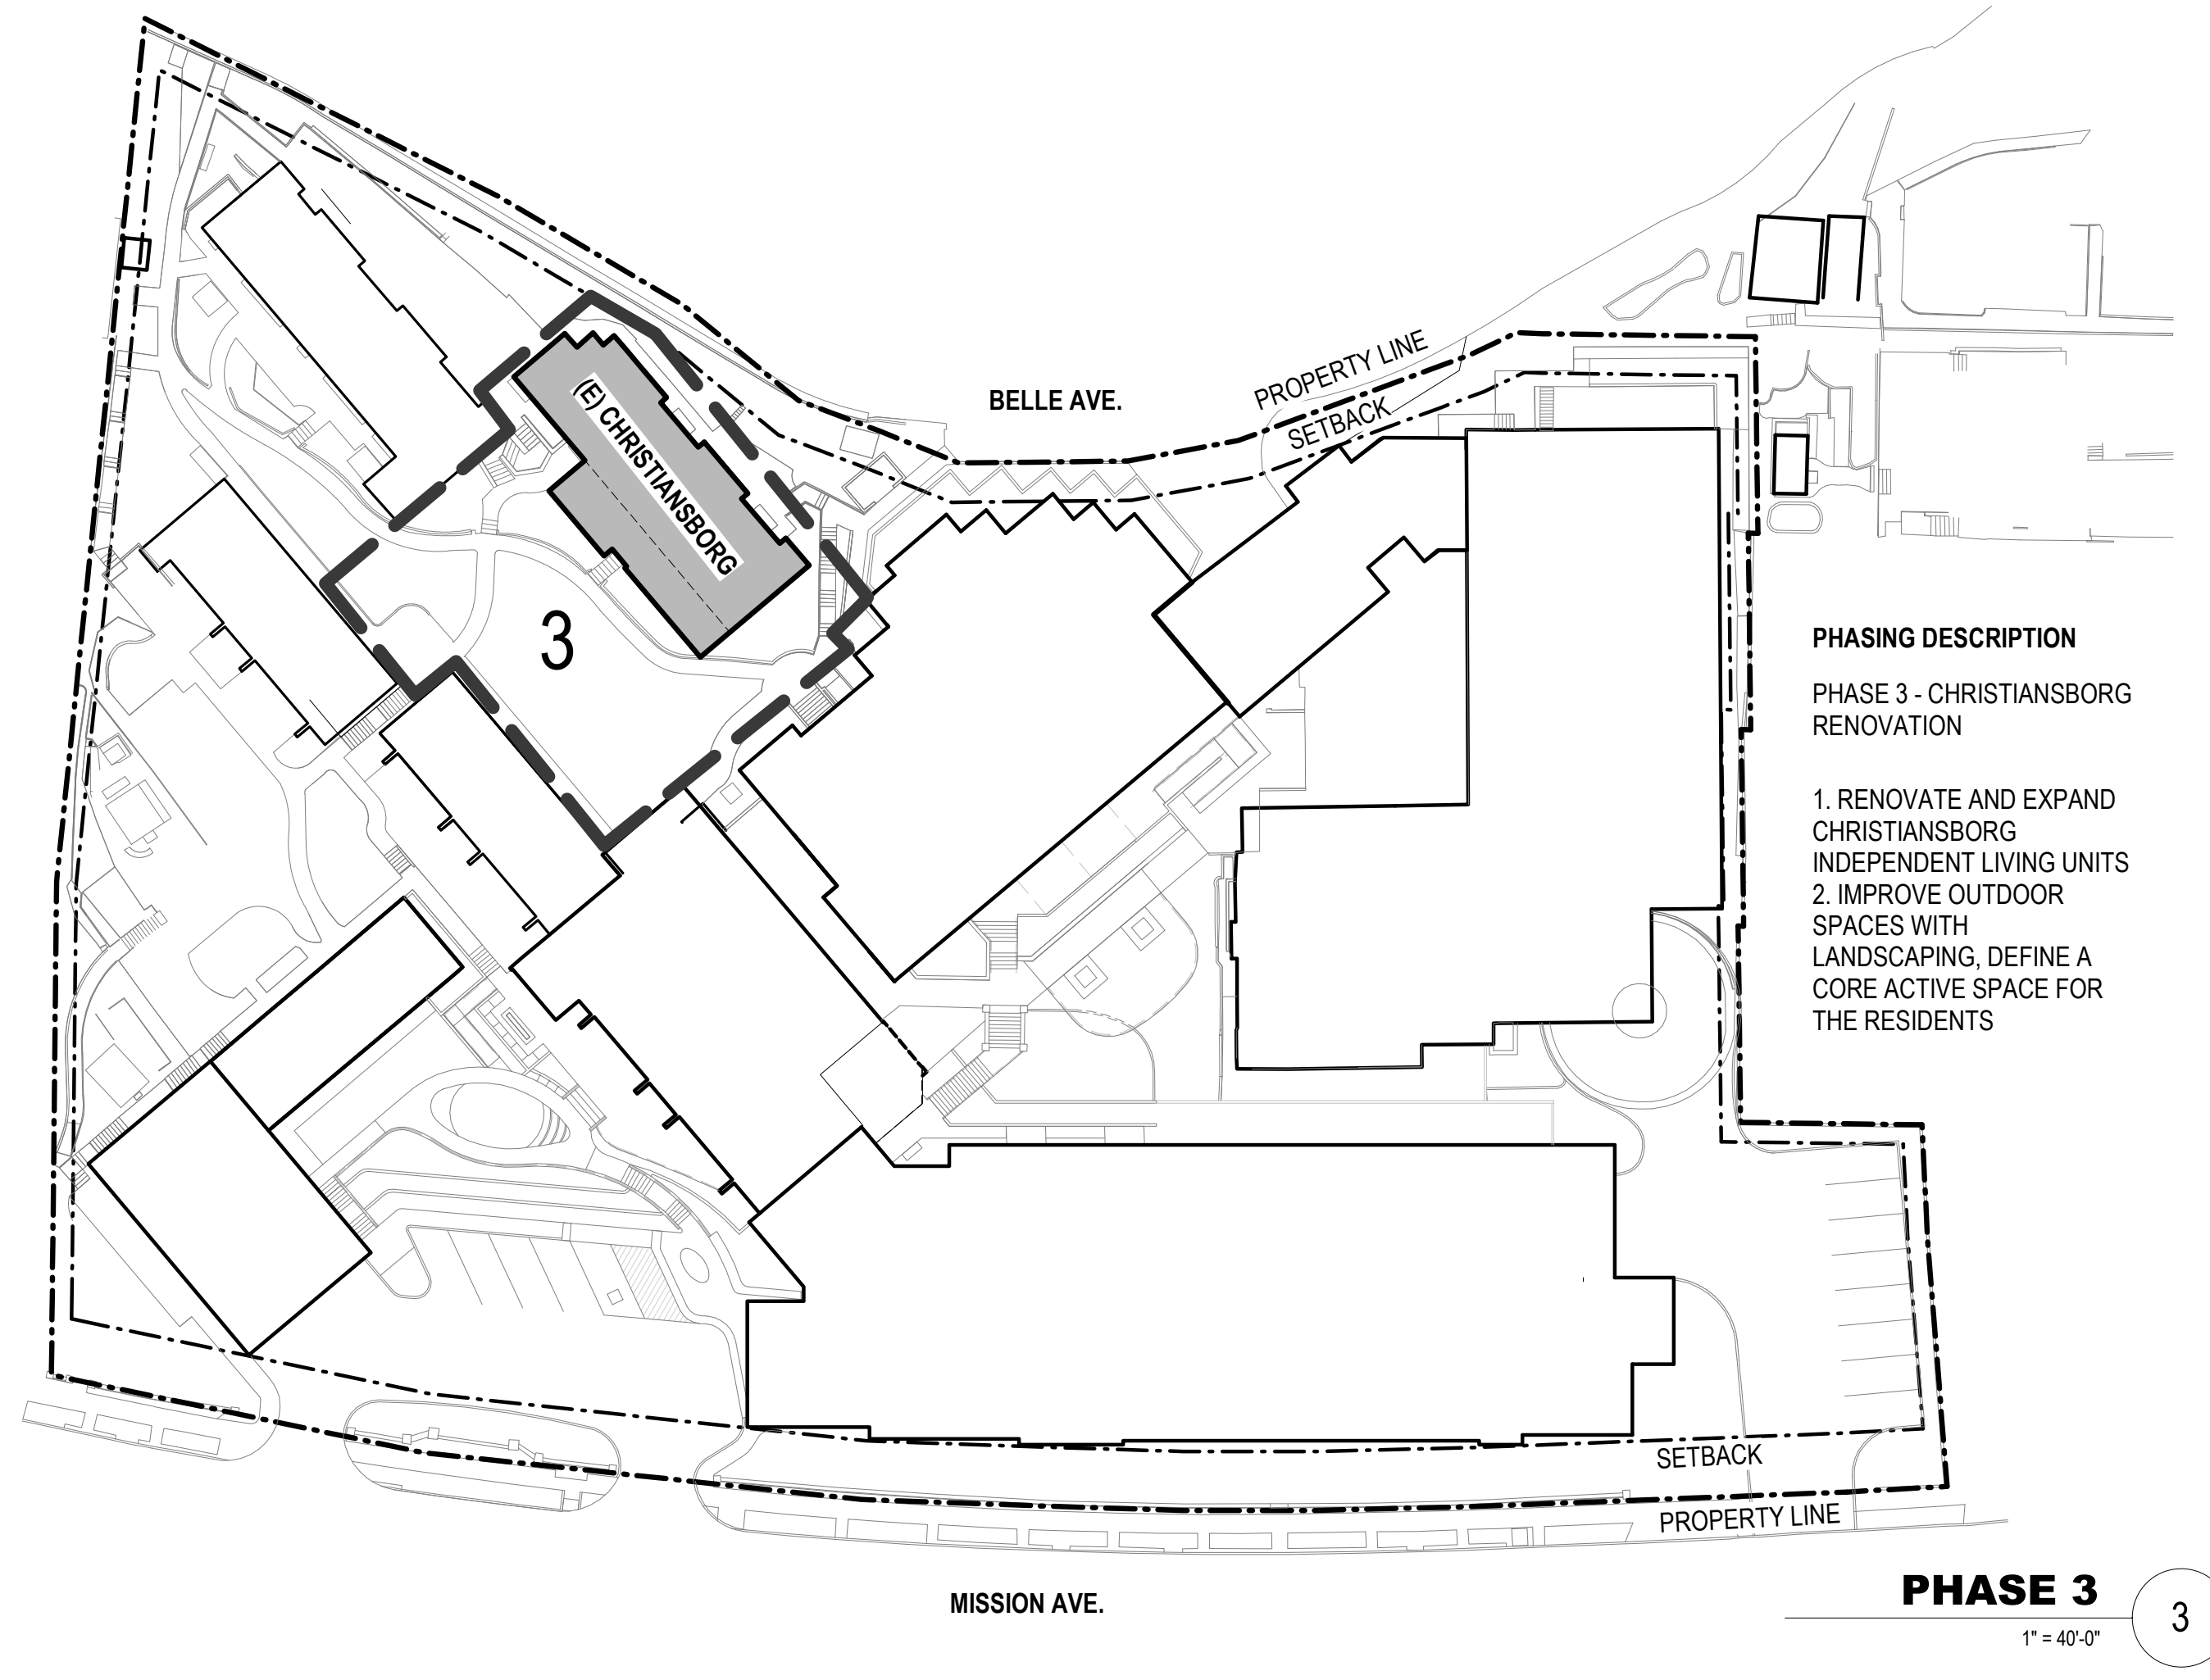 BELLE AVE.
PROPERTY LINE
SETBACK
(E) CHRISTIANSBORG
3
PHASING DESCRIPTION
PHASE 3 - CHRISTIANSBORG
RENOVATION
1. RENOVATE AND EXPAND
CHRISTIANSBORG
INDEPENDENT LIVING UNITS
2. IMPROVE OUTDOOR
SPACES WITH
LANDSCAPING, DEFINE A
CORE ACTIVE SPACE FOR
THE RESIDENTS
SETBACK
PROPERTY LINE
MISSION AVE.
PHASE 3
3
1" = 40'-0"